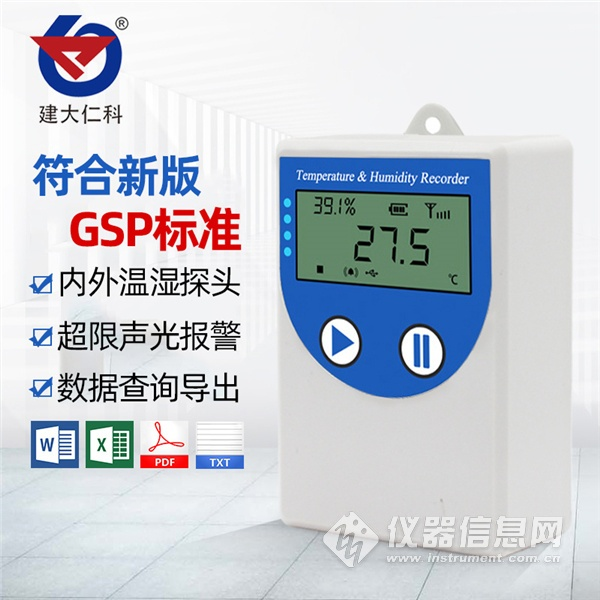 ®
建大仁科
符合新版
GSP标准
内外温湿探头
超限声光报警
数据查询导出
W
X
PDF
TXT
Temperature & Humidity Recorder
39.1%
27.5
℃
仪器信息网
www.instrument.com.cn